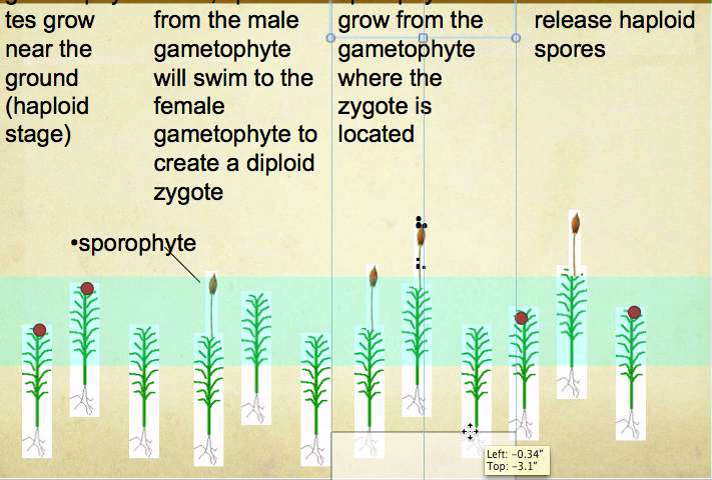 tes grow
near the
ground
(haploid
stage)
from the male
gametophyte
will swim to the
female
gametophyte to
create a diploid
zygote
grow from the
gametophyte
where the
zygote is
located
release haploid
spores
•sporophyte
Left: -0.34"
Top: -3.1"